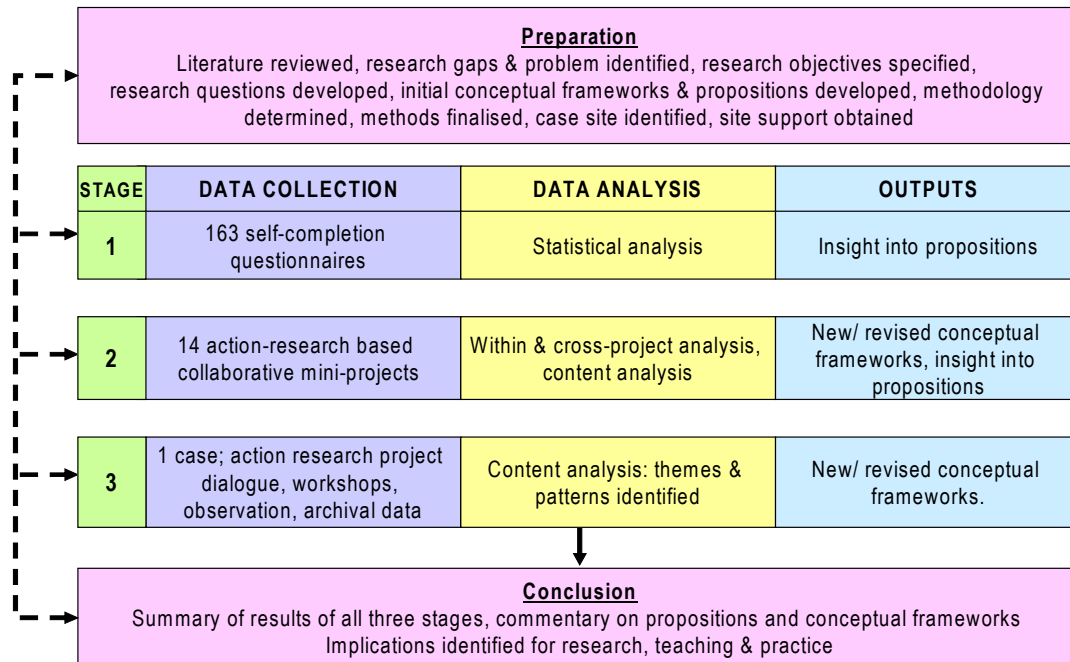 Preparation
Literature reviewed, research gaps & problem identified, research objectives specified,
research questions developed, initial conceptual frameworks & propositions developed, methodology
determined, methods finalised, case site identified, site support obtained
STAGE
DATA COLLECTION
DATA ANALYSIS
OUTPUTS
1
163 self-completion
questionnaires
Statistical analysis
Insight into propositions
2
14 action-research based
collaborative mini-projects
Within & cross-project analysis,
content analysis
New/ revised conceptual
frameworks, insight into
propositions
3
1 case; action research project
dialogue, workshops,
observation, archival data
Content analysis: themes &
patterns identified
New/ revised conceptual
frameworks.
Conclusion
Summary of results of all three stages, commentary on propositions and conceptual frameworks
Implications identified for research, teaching & practice